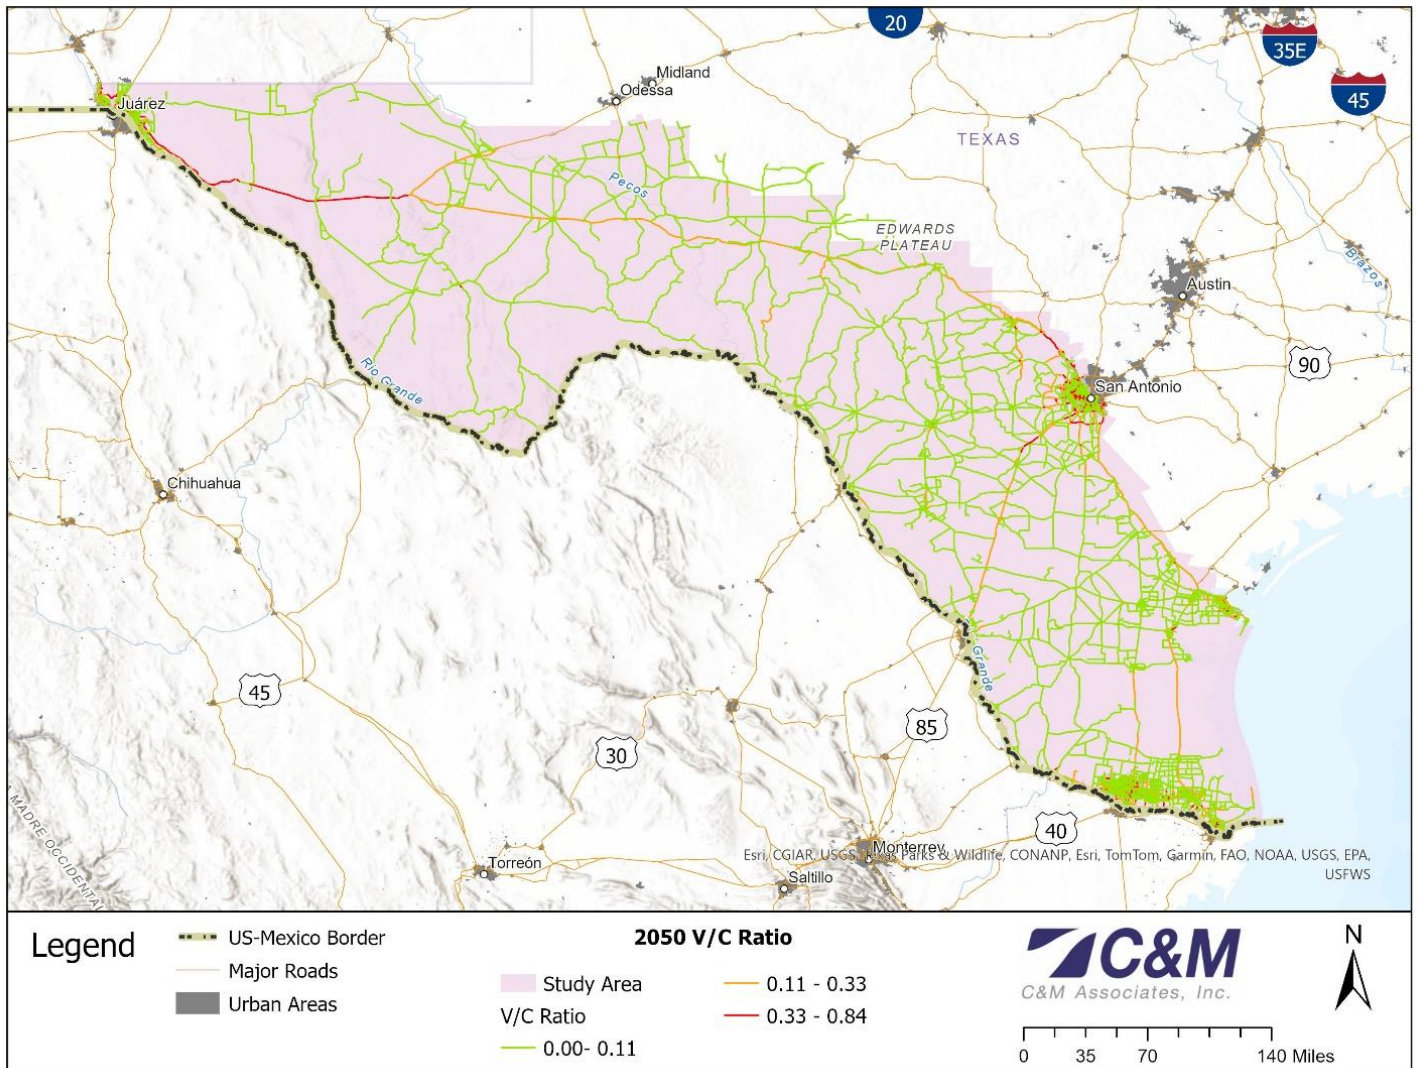 20
35E
45
Midland
Odessa
Juárez
TEXAS
Pecos
EDWARDS
PLATEAU
Brazos
Austin
90
Rio Grande
San Antonio
Chihuahua
45
Grande
85
30
40
Monterrey
Esri, CGIAR, USGS, Texas Parks & Wildlife, CONANP, Esri, TomTom, Garmin, FAO, NOAA, USGS, EPA,
USFWS
Torreón
Saltillo
A MADRE OCCIDENTAL
Legend
US-Mexico Border
Major Roads
Urban Areas
2050 V/C Ratio
Study Area
V/C Ratio
0.00- 0.11
0.11 - 0.33
0.33 - 0.84
C&M
C&M Associates, Inc.
N
0 35 70 140 Miles